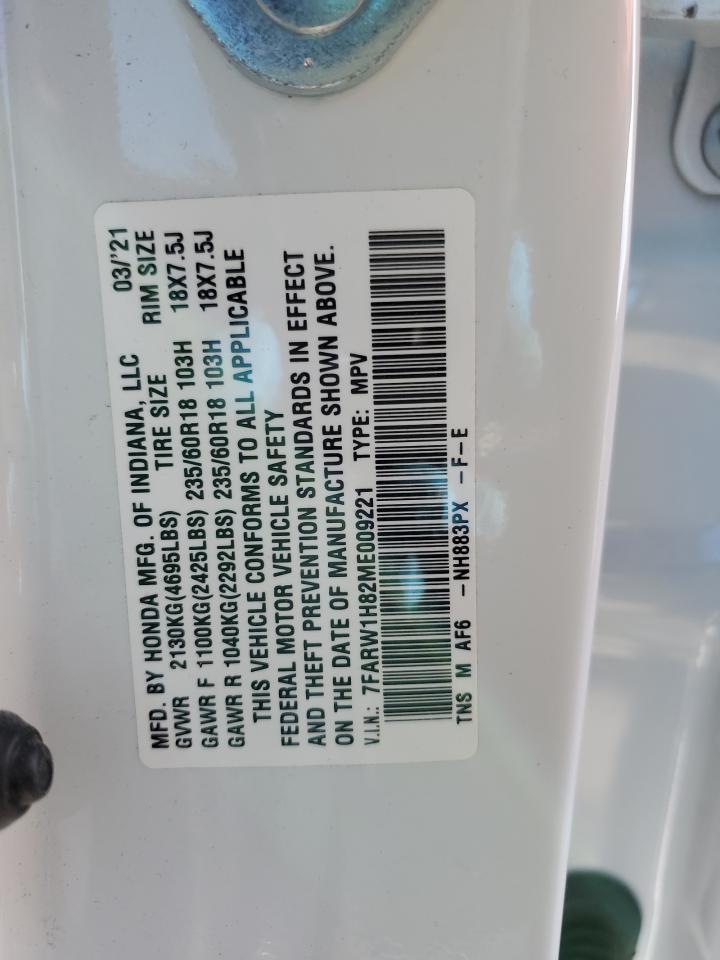 MFD. BY HONDA MFG. OF INDIANA, LLC 03/'21
GVWR 2130KG(4695LBS) TIRE SIZE RIM SIZE
GAWR F 1100KG(2425LBS) 235/60R18 103H 18X7.5J
GAWR R 1040KG(2292LBS) 235/60R18 103H 18X7.5J
THIS VEHICLE CONFORMS TO ALL APPLICABLE
FEDERAL MOTOR VEHICLE SAFETY
AND THEFT PREVENTION STANDARDS IN EFFECT
ON THE DATE OF MANUFACTURE SHOWN ABOVE.
V.I.N.: 7FARW1H82ME009221 TYPE: MPV
TNS M AF6 -NH883PX -F-E